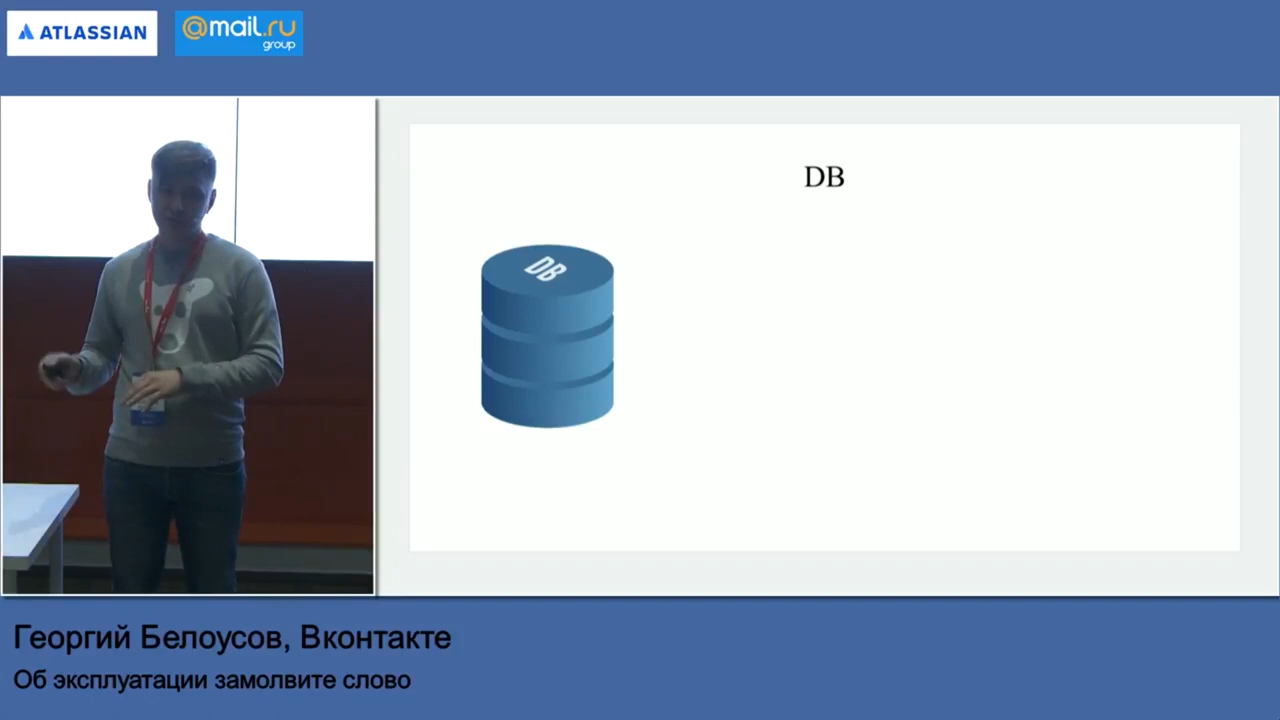 ATLASSIAN
@mail.ru
group
DB
DB
Георгий Белоусов, Вконтакте
Об эксплуатации замолвите слово